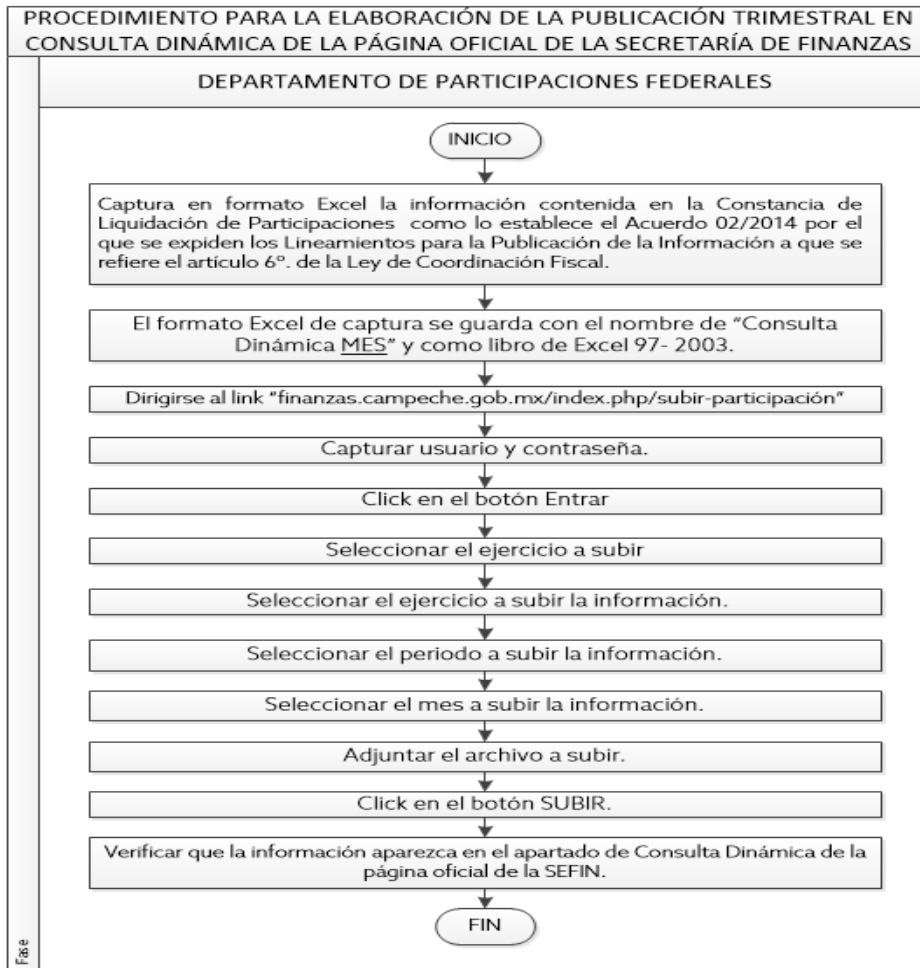 PROCEDIMIENTO PARA LA ELABORACIÓN DE LA PUBLICACIÓN TRIMESTRAL EN
CONSULTA DINÁMICA DE LA PÁGINA OFICIAL DE LA SECRETARÍA DE FINANZAS
DEPARTAMENTO DE PARTICIPACIONES FEDERALES
INICIO
Captura en formato Excel la información contenida en la Constancia de
Liquidación de Participaciones como lo establece el Acuerdo 02/2014 por el
que se expiden los Lineamientos para la Publicación de la Información a que se
refiere el artículo 6º. de la Ley de Coordinación Fiscal.
El formato Excel de captura se guarda con el nombre de “Consulta
Dinámica MES” y como libro de Excel 97- 2003.
Dirigirse al link “finanzas.campeche.gob.mx/index.php/subir-participación”
Capturar usuario y contraseña.
Click en el botón Entrar
Seleccionar el ejercicio a subir
Seleccionar el ejercicio a subir la información.
Seleccionar el periodo a subir la información.
Seleccionar el mes a subir la información.
Adjuntar el archivo a subir.
Click en el botón SUBIR.
Verificar que la información aparezca en el apartado de Consulta Dinámica de la
página oficial de la SEFIN.
FIN
Fase